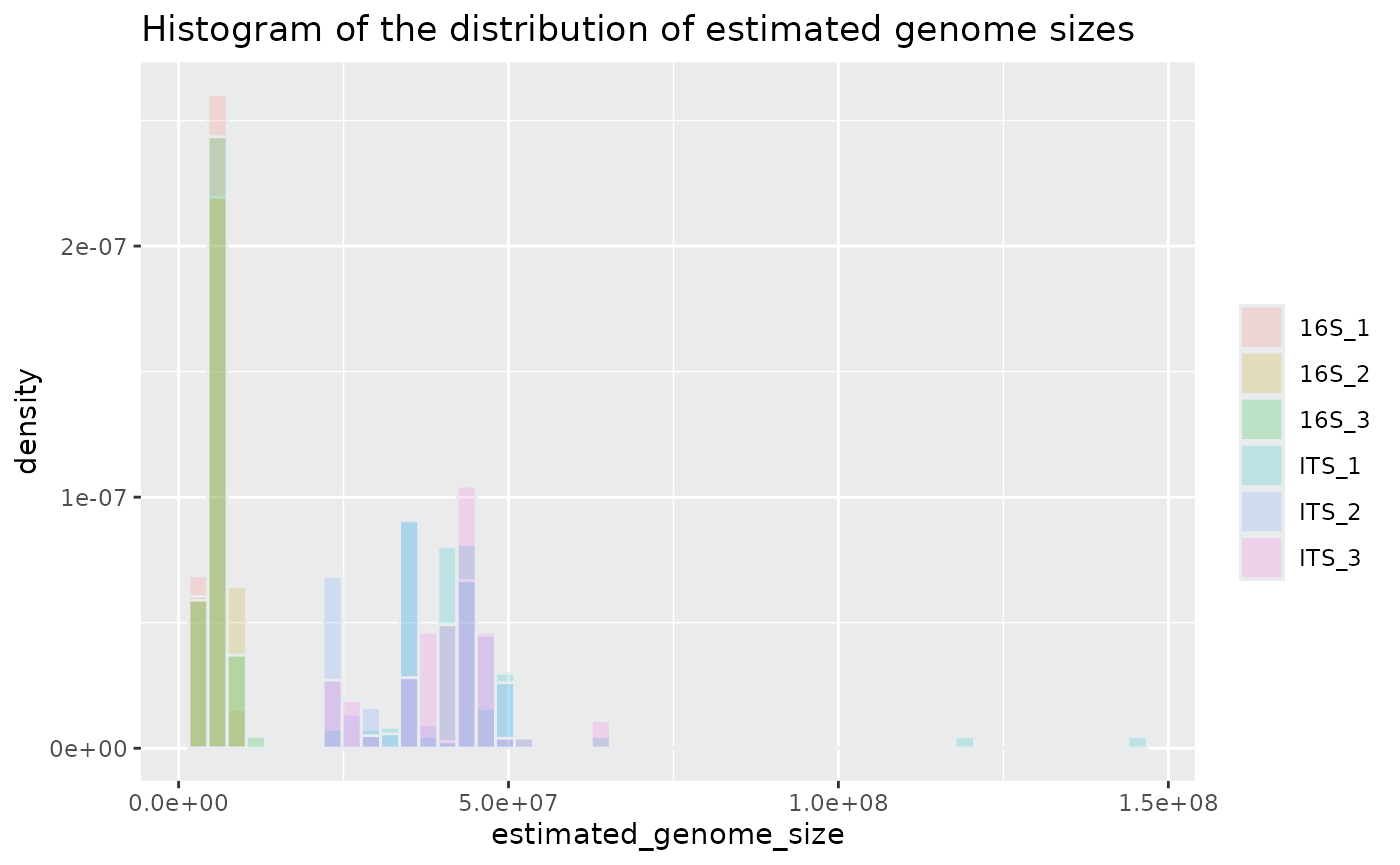 Histogram of the distribution of estimated genome sizes
density
2e-07
1e-07
0e+00
0.0e+00 5.0e+07 1.0e+08 1.5e+08
estimated_genome_size
16S_1
16S_2
16S_3
ITS_1
ITS_2
ITS_3